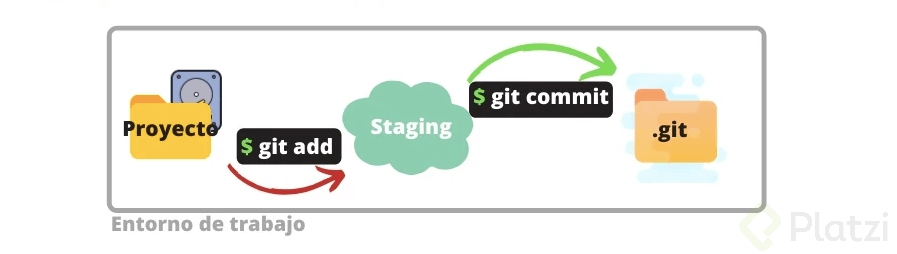 Proyecto
$ git add
Staging
$ git commit
.git
Entorno de trabajo
Platzi